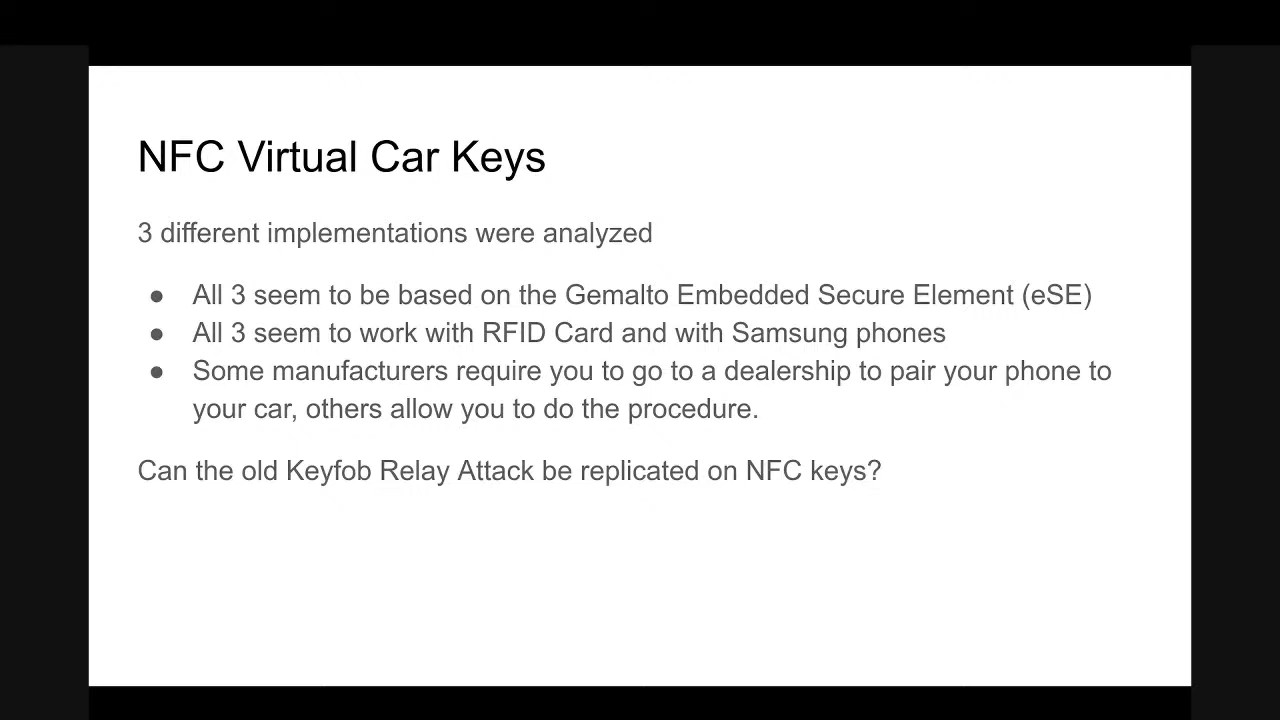 NFC Virtual Car Keys
3 different implementations were analyzed
● All 3 seem to be based on the Gemalto Embedded Secure Element (eSE)
● All 3 seem to work with RFID Card and with Samsung phones
● Some manufacturers require you to go to a dealership to pair your phone to
your car, others allow you to do the procedure.
Can the old Keyfob Relay Attack be replicated on NFC keys?